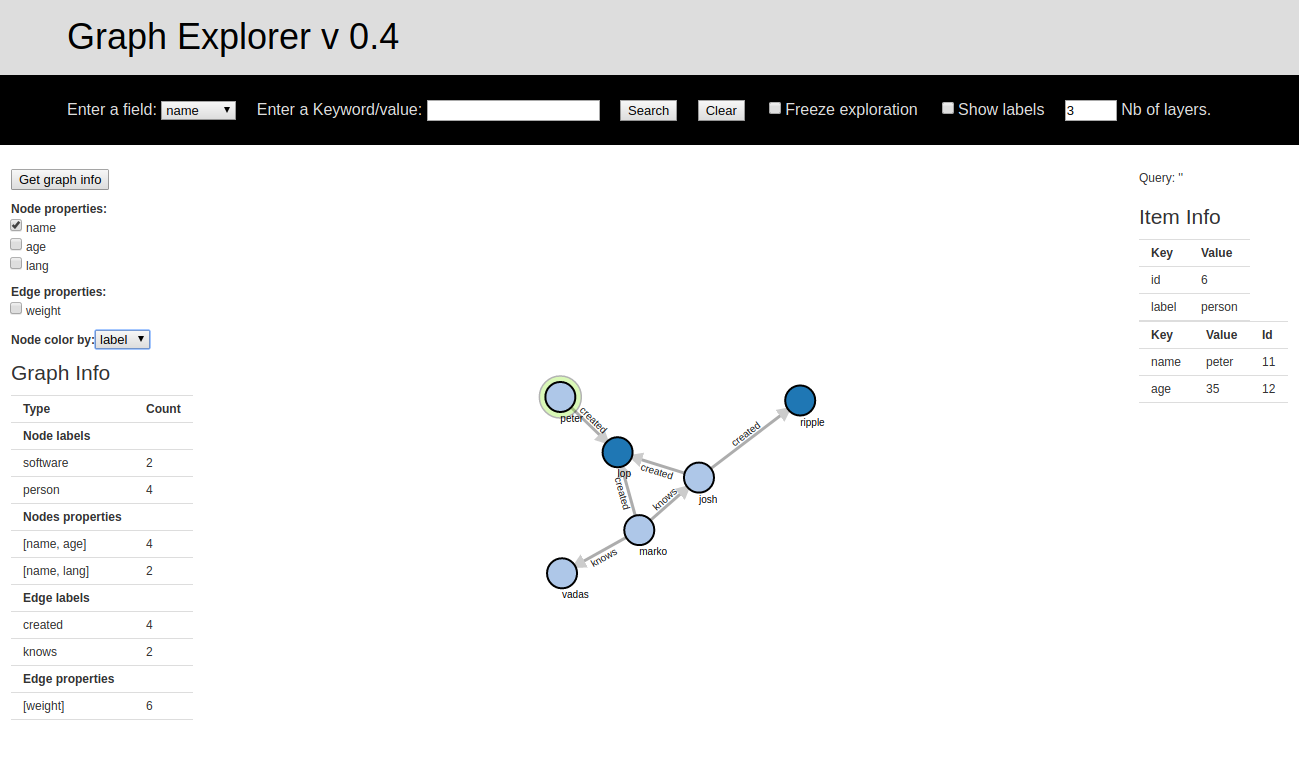 Graph Explorer v 0.4
Enter a field: name Enter a Keyword/value: Search Clear Freeze exploration Show labels 3 Nb of layers.
Get graph info
Node properties:
name
age
lang
Edge properties:
weight
Node color by: label
Graph Info
Type Count
Node labels
software 2
person 4
Nodes properties
[name, age] 4
[name, lang] 2
Edge labels
created 4
knows 2
Edge properties
[weight] 6
peter
created
ripple
created
lop
created
josh
created
knows
marko
knows
vadas
Query: ''
Item Info
Key Value
id 6
label person
Key Value Id
name peter 11
age 35 12